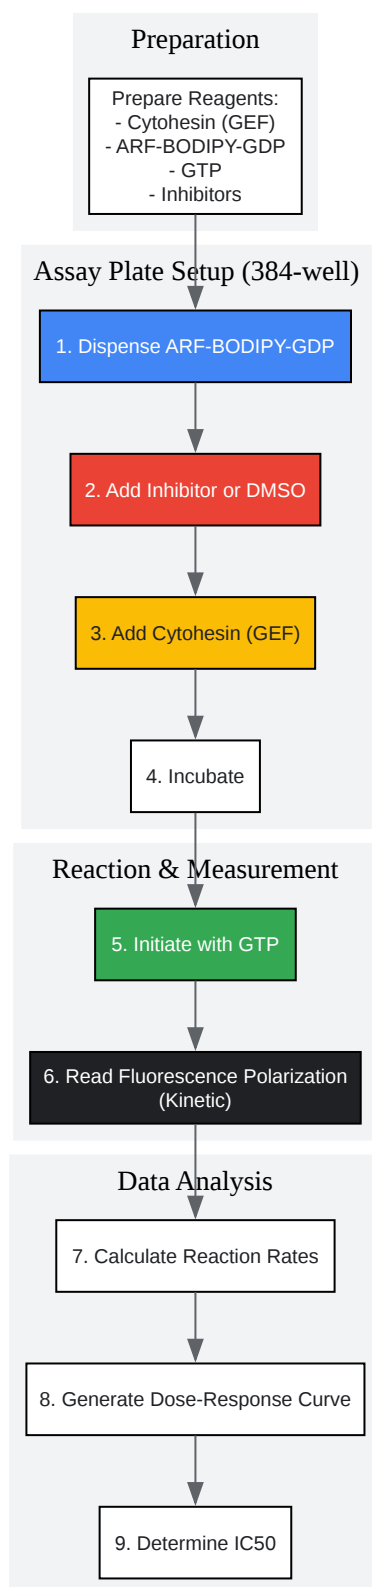 Preparation
Prepare Reagents:
- Cytohesin (GEF)
- ARF-BODIPY-GDP
- GTP
- Inhibitors
Assay Plate Setup (384-well)
1. Dispense ARF-BODIPY-GDP
2. Add Inhibitor or DMSO
3. Add Cytohesin (GEF)
4. Incubate
Reaction & Measurement
5. Initiate with GTP
6. Read Fluorescence Polarization
(Kinetic)
Data Analysis
7. Calculate Reaction Rates
8. Generate Dose-Response Curve
9. Determine IC50